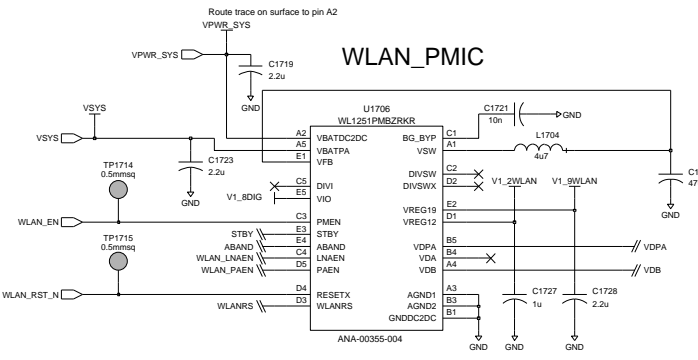 Route trace on surface to pin A2
VPWR_SYS
VPWR_SYS
C1719
2.2u
GND
WLAN_PMIC
VSYS
VSYS
C1723
2.2u
GND
TP1714
0.5mmsq
WLAN_EN
TP1715
0.5mmsq
WLAN_RST_N
V1_8DIG
STBY
ABAND
WLAN_LNAEN
WLAN_PAEN
WLANRS
U1706
WL1251PMBZRKR
A2 VBATDC2DC
A5 VBATPA
E1 VFB
C5 DIVI
E5 VIO
C3 PMEN
E3 STBY
E4 ABAND
C4 LNAEN
D5 PAEN
D4 RESETX
D3 WLANRS
BG_BYP C1
VSW A1
DIVSW C2
DIVSWX D2
VREG19 E2
VREG12 D1
VDPA B5
VDA B4
VDB A4
AGND1 A3
AGND2 B3
GNDDC2DC B1
ANA-00355-004
C1721
10n
GND
L1704
4u7
C1
47
GND
V1_2WLAN
V1_9WLAN
VDPA
VDB
C1727
1u
C1728
2.2u
GND
GND
GND